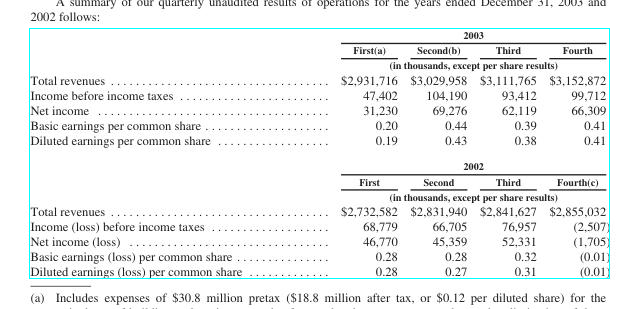 A summary of our quarterly unaudited results of operations for the years ended December 31, 2003 and
2002 follows:
2003
First(a) Second(b) Third Fourth
(in thousands, except per share results)
Total revenues . . . . . . . . . . . . . . . . . . . . . . . . . . . . . . . . . . $2,931,716 $3,029,958 $3,111,765 $3,152,872
Income before income taxes . . . . . . . . . . . . . . . . . . . . . . . 47,402 104,190 93,412 99,712
Net income . . . . . . . . . . . . . . . . . . . . . . . . . . . . . . . . . . . . 31,230 69,276 62,119 66,309
Basic earnings per common share . . . . . . . . . . . . . . . . . . . 0.20 0.44 0.39 0.41
Diluted earnings per common share . . . . . . . . . . . . . . . . . 0.19 0.43 0.38 0.41
2002
First Second Third Fourth(c)
(in thousands, except per share results)
Total revenues . . . . . . . . . . . . . . . . . . . . . . . . . . . . . . . . . . $2,732,582 $2,831,940 $2,841,627 $2,855,032
Income (loss) before income taxes . . . . . . . . . . . . . . . . . . 68,779 66,705 76,957 (2,507)
Net income (loss) . . . . . . . . . . . . . . . . . . . . . . . . . . . . . . . 46,770 45,359 52,331 (1,705)
Basic earnings (loss) per common share . . . . . . . . . . . . . . 0.28 0.28 0.32 (0.01)
Diluted earnings (loss) per common share . . . . . . . . . . . . 0.28 0.27 0.31 (0.01)
(a) Includes expenses of $30.8 million pretax ($18.8 million after tax, or $0.12 per diluted share) for the